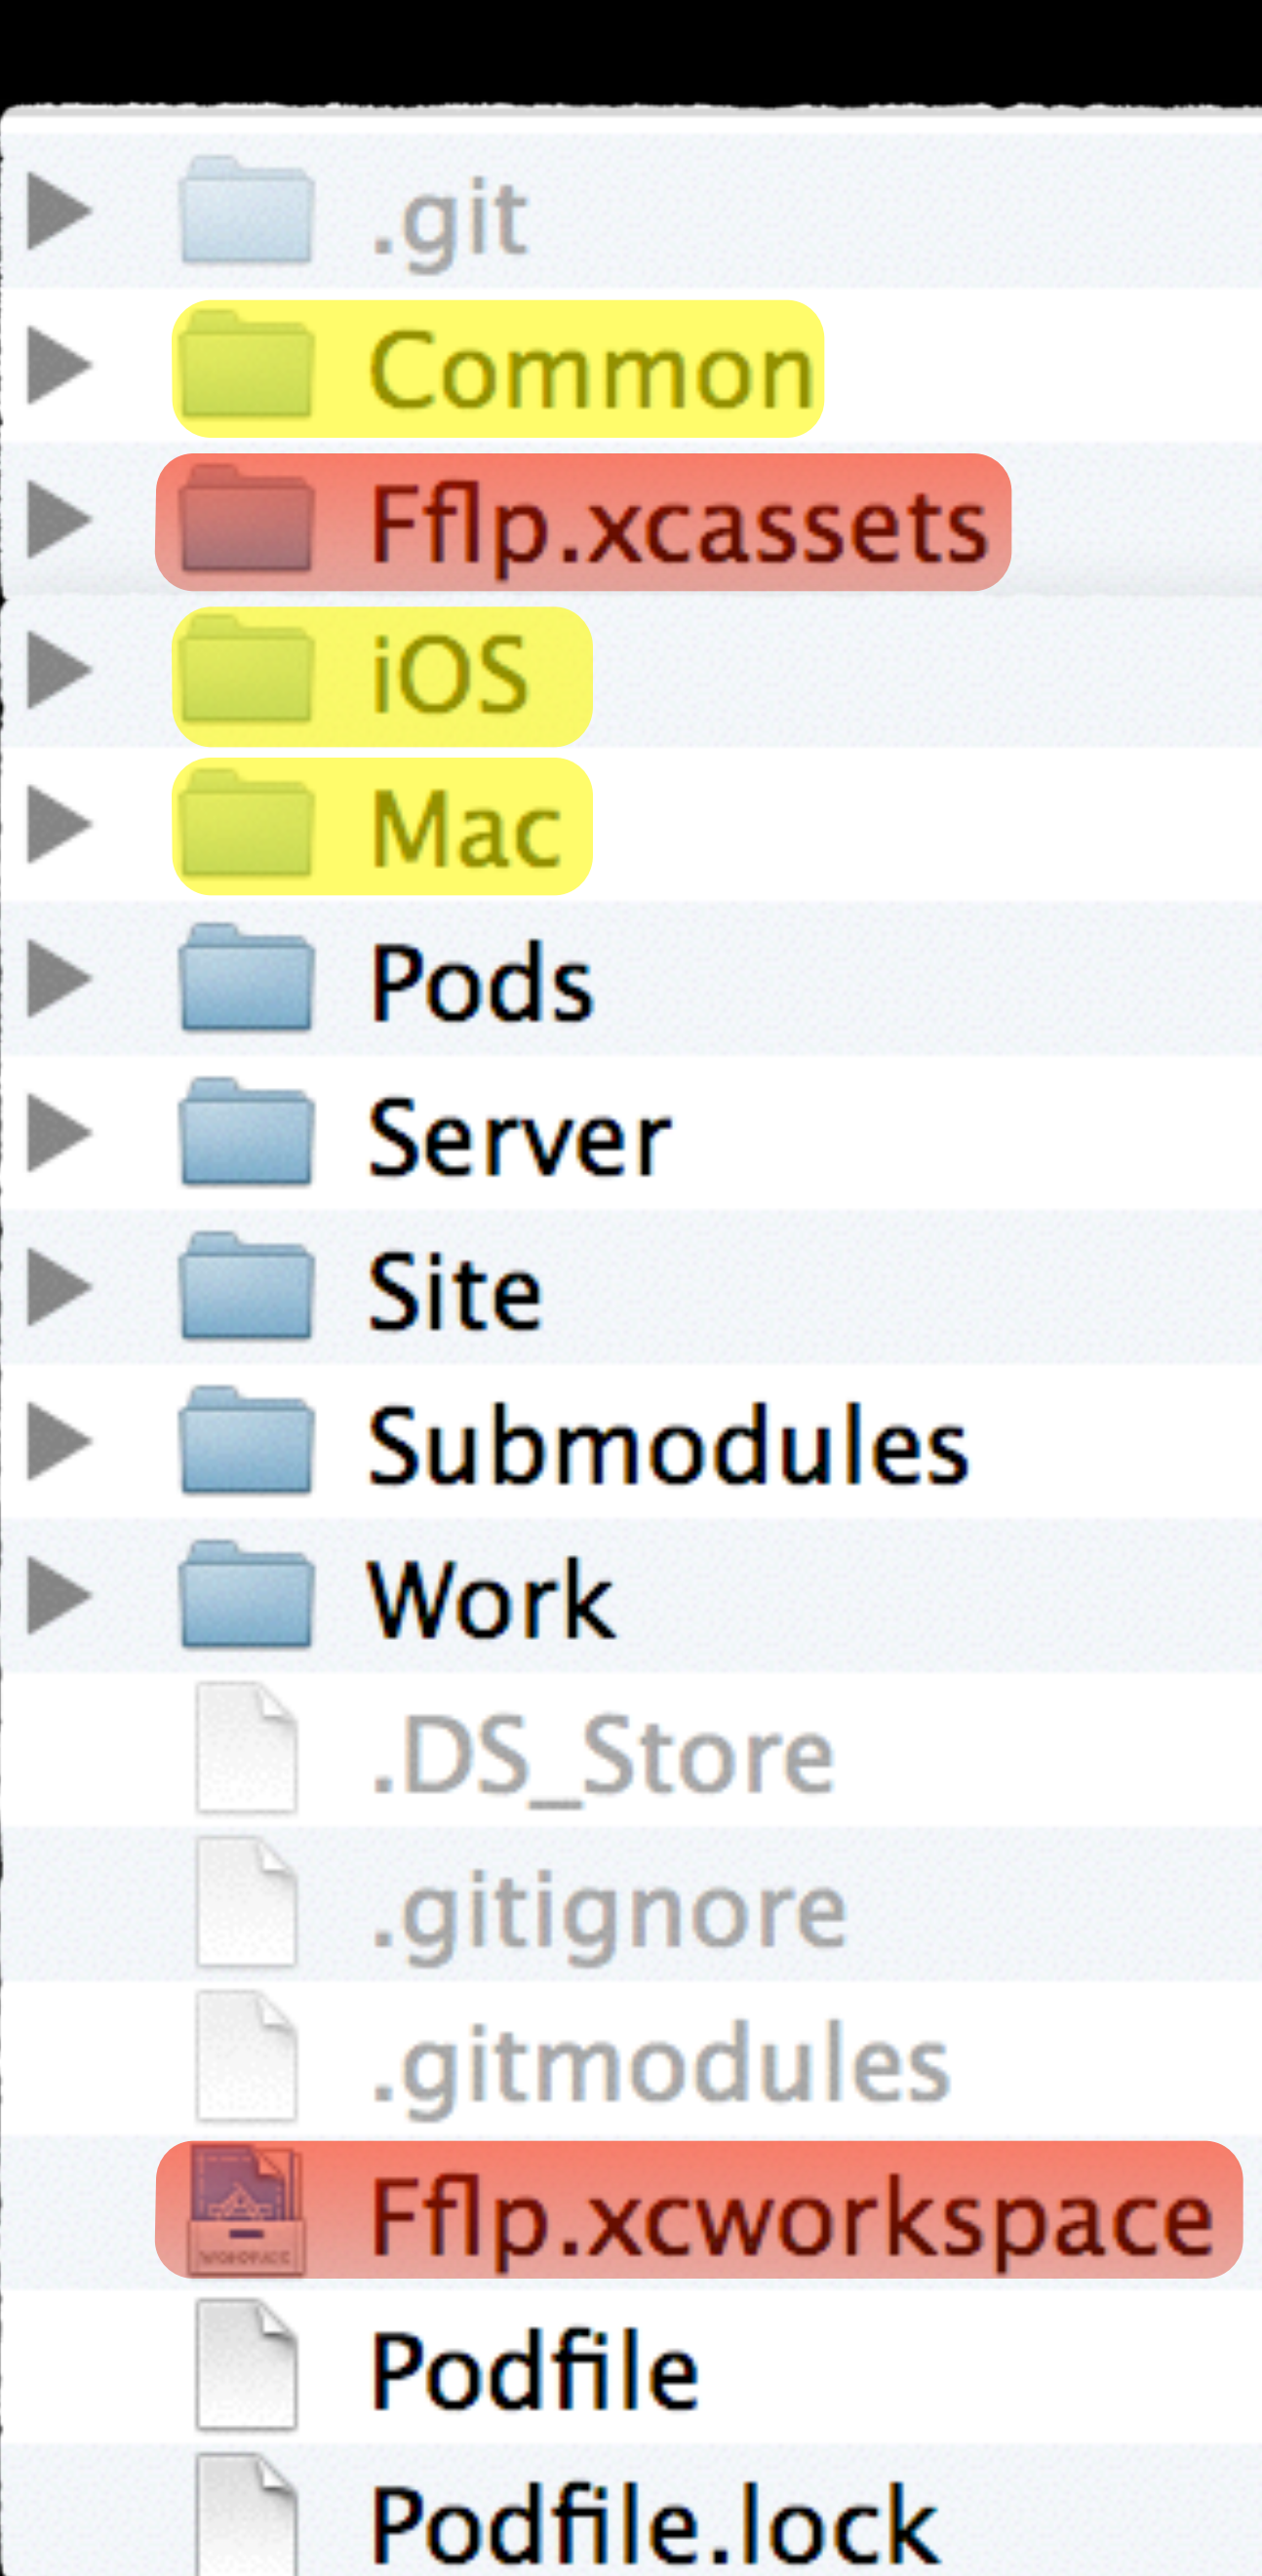 .git
Common
Fflp.xcassets
iOS
Mac
Pods
Server
Site
Submodules
Work
.DS_Store
.gitignore
.gitmodules
Fflp.xcworkspace
Podfile
Podfile.lock